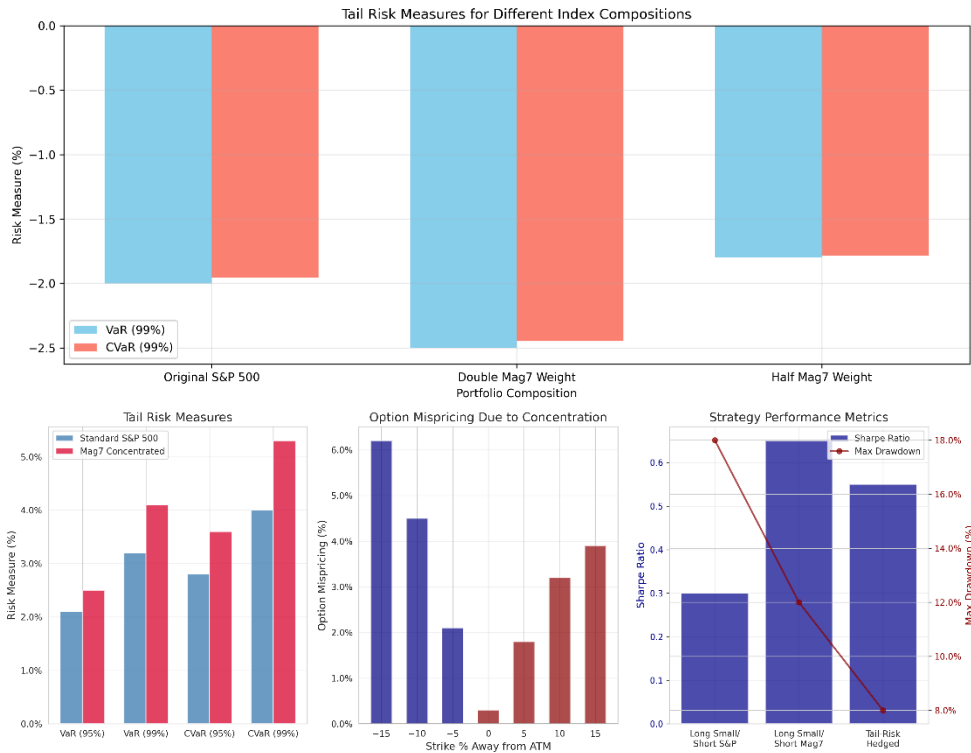 Tail Risk Measures for Different Index Compositions
0.0
−0.5
−1.0
−1.5
−2.0
−2.5
Risk Measure (%)
VaR (99%)
CVaR (99%)
Original S&P 500
Double Mag7 Weight
Half Mag7 Weight
Portfolio Composition
Tail Risk Measures
Standard S&P 500
Mag7 Concentrated
5.0%
4.0%
3.0%
2.0%
1.0%
0.0%
Risk Measure (%)
VaR (95%)
VaR (99%)
CVaR (95%)
CVaR (99%)
Option Mispricing Due to Concentration
6.0%
5.0%
4.0%
3.0%
2.0%
1.0%
0.0%
Option Mispricing (%)
−15
−10
−5
0
5
10
15
Strike % Away from ATM
Strategy Performance Metrics
Sharpe Ratio
Max Drawdown
0.6
0.5
0.4
0.3
0.2
0.1
0.0
Sharpe Ratio
18.0%
16.0%
14.0%
12.0%
10.0%
8.0%
Max Drawdown (%)
Long Small/
Short S&P
Long Small/
Short Mag7
Tail Risk
Hedged